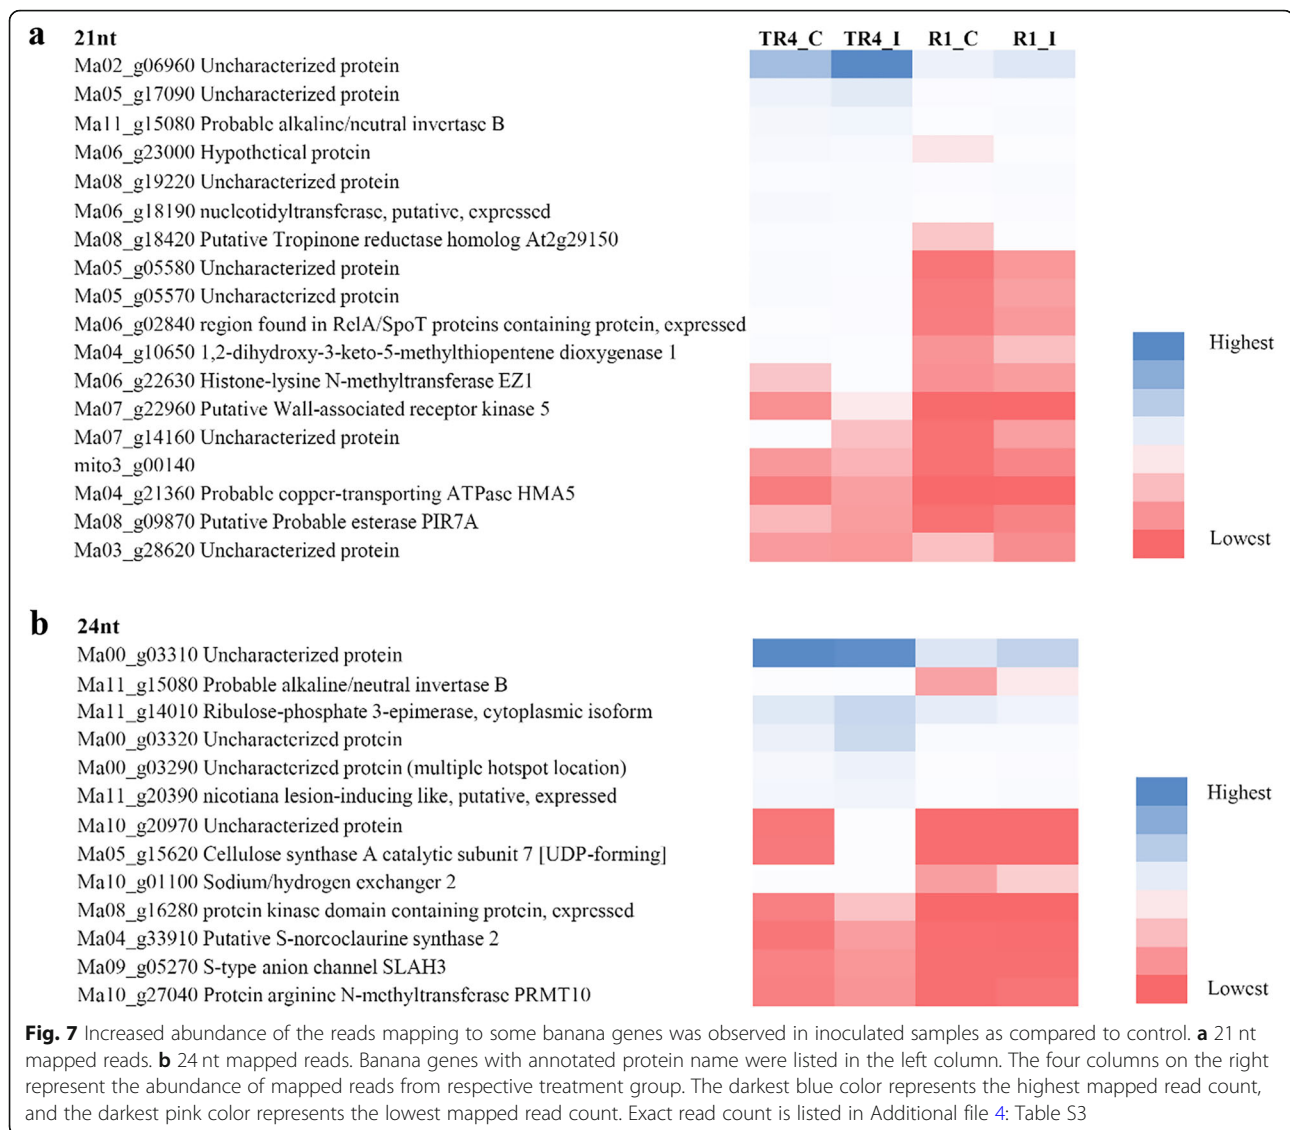 a 21nt TR4_C TR4_I R1_C R1_I
Ma02_g06960 Uncharacterized protein
Ma05_g17090 Uncharacterized protein
Ma11_g15080 Probable alkaline/neutral invertase B
Ma06_g23000 Hypothetical protein
Ma08_g19220 Uncharacterized protein
Ma06_g18190 nucleotidyltransferase, putative, expressed
Ma08_g18420 Putative Tropinone reductase homolog At2g29150
Ma05_g05580 Uncharacterized protein
Ma05_g05570 Uncharacterized protein
Ma06_g02840 region found in RelA/SpoT proteins containing protein, expressed
Ma04_g10650 1,2-dihydroxy-3-keto-5-methylthiopentene dioxygenase 1
Ma06_g22630 Histone-lysine N-methyltransferase EZ1
Ma07_g22960 Putative Wall-associated receptor kinase 5
Ma07_g14160 Uncharacterized protein
mito3_g00140
Ma04_g21360 Probable copper-transporting ATPase HMA5
Ma08_g09870 Putative Probable esterase PIR7A
Ma03_g28620 Uncharacterized protein
Highest
Lowest
b 24nt
Ma00_g03310 Uncharacterized protein
Ma11_g15080 Probable alkaline/neutral invertase B
Ma11_g14010 Ribulose-phosphate 3-epimerase, cytoplasmic isoform
Ma00_g03320 Uncharacterized protein
Ma00_g03290 Uncharacterized protein (multiple hotspot location)
Ma11_g20390 nicotiana lesion-inducing like, putative, expressed
Ma10_g20970 Uncharacterized protein
Ma05_g15620 Cellulose synthase A catalytic subunit 7 [UDP-forming]
Ma10_g01100 Sodium/hydrogen exchanger 2
Ma08_g16280 protein kinase domain containing protein, expressed
Ma04_g33910 Putative S-norcoclaurine synthase 2
Ma09_g05270 S-type anion channel SLAH3
Ma10_g27040 Protein arginine N-methyltransferase PRMT10
Highest
Lowest
Fig. 7 Increased abundance of the reads mapping to some banana genes was observed in inoculated samples as compared to control. a 21 nt
mapped reads. b 24 nt mapped reads. Banana genes with annotated protein name were listed in the left column. The four columns on the right
represent the abundance of mapped reads from respective treatment group. The darkest blue color represents the highest mapped read count,
and the darkest pink color represents the lowest mapped read count. Exact read count is listed in Additional file 4: Table S3